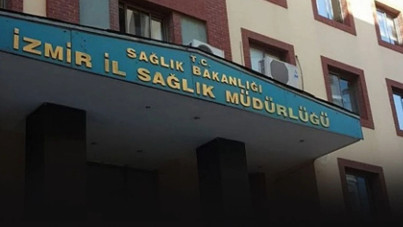 T.C
SAĞLIK BAKANLIĞI
İZMİR İL SAĞLIK MÜDÜRLÜĞÜ